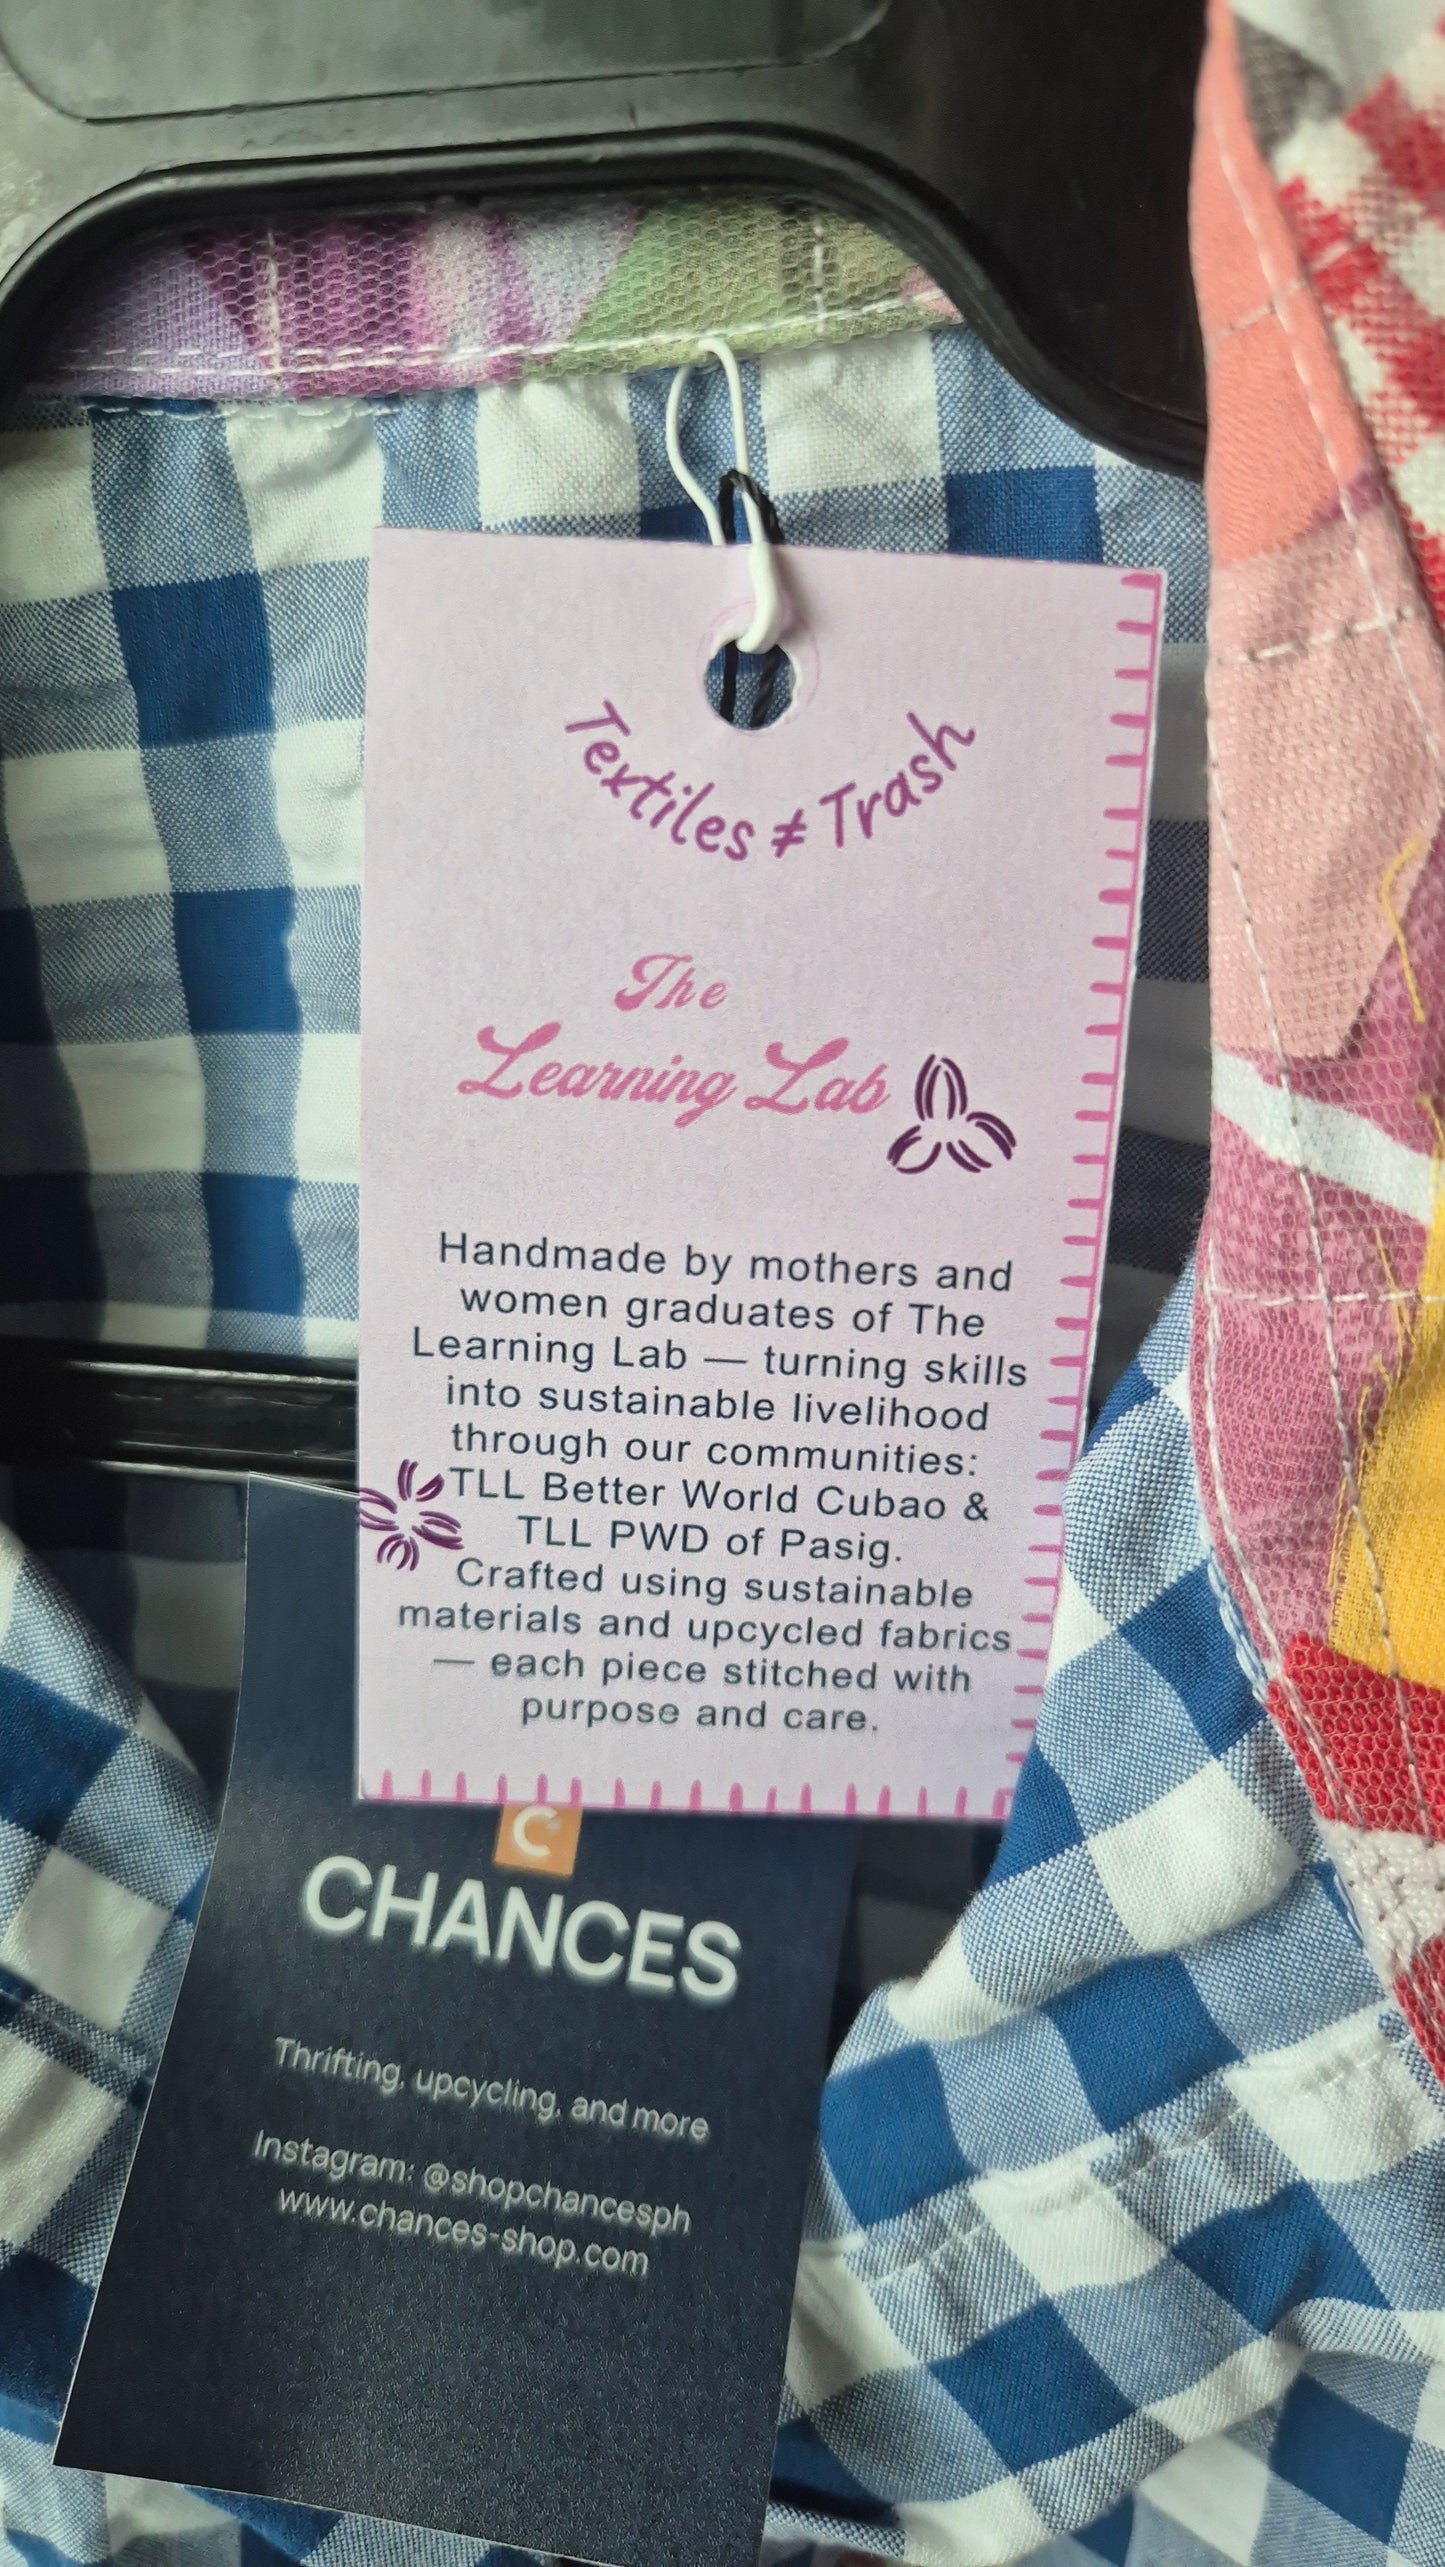 Textiles ≠ Trash
The
Learning Lab
Handmade by mothers and
women graduates of The
Learning Lab — turning skills
into sustainable livelihood
through our communities:
TLL Better World Cubao &
TLL PWD of Pasig.
Crafted using sustainable
materials and upcycled fabrics
— each piece stitched with
purpose and care.
C
CHANCES
Thrifting, upcycling, and more
Instagram: @shopchancesph
www.chances-shop.com